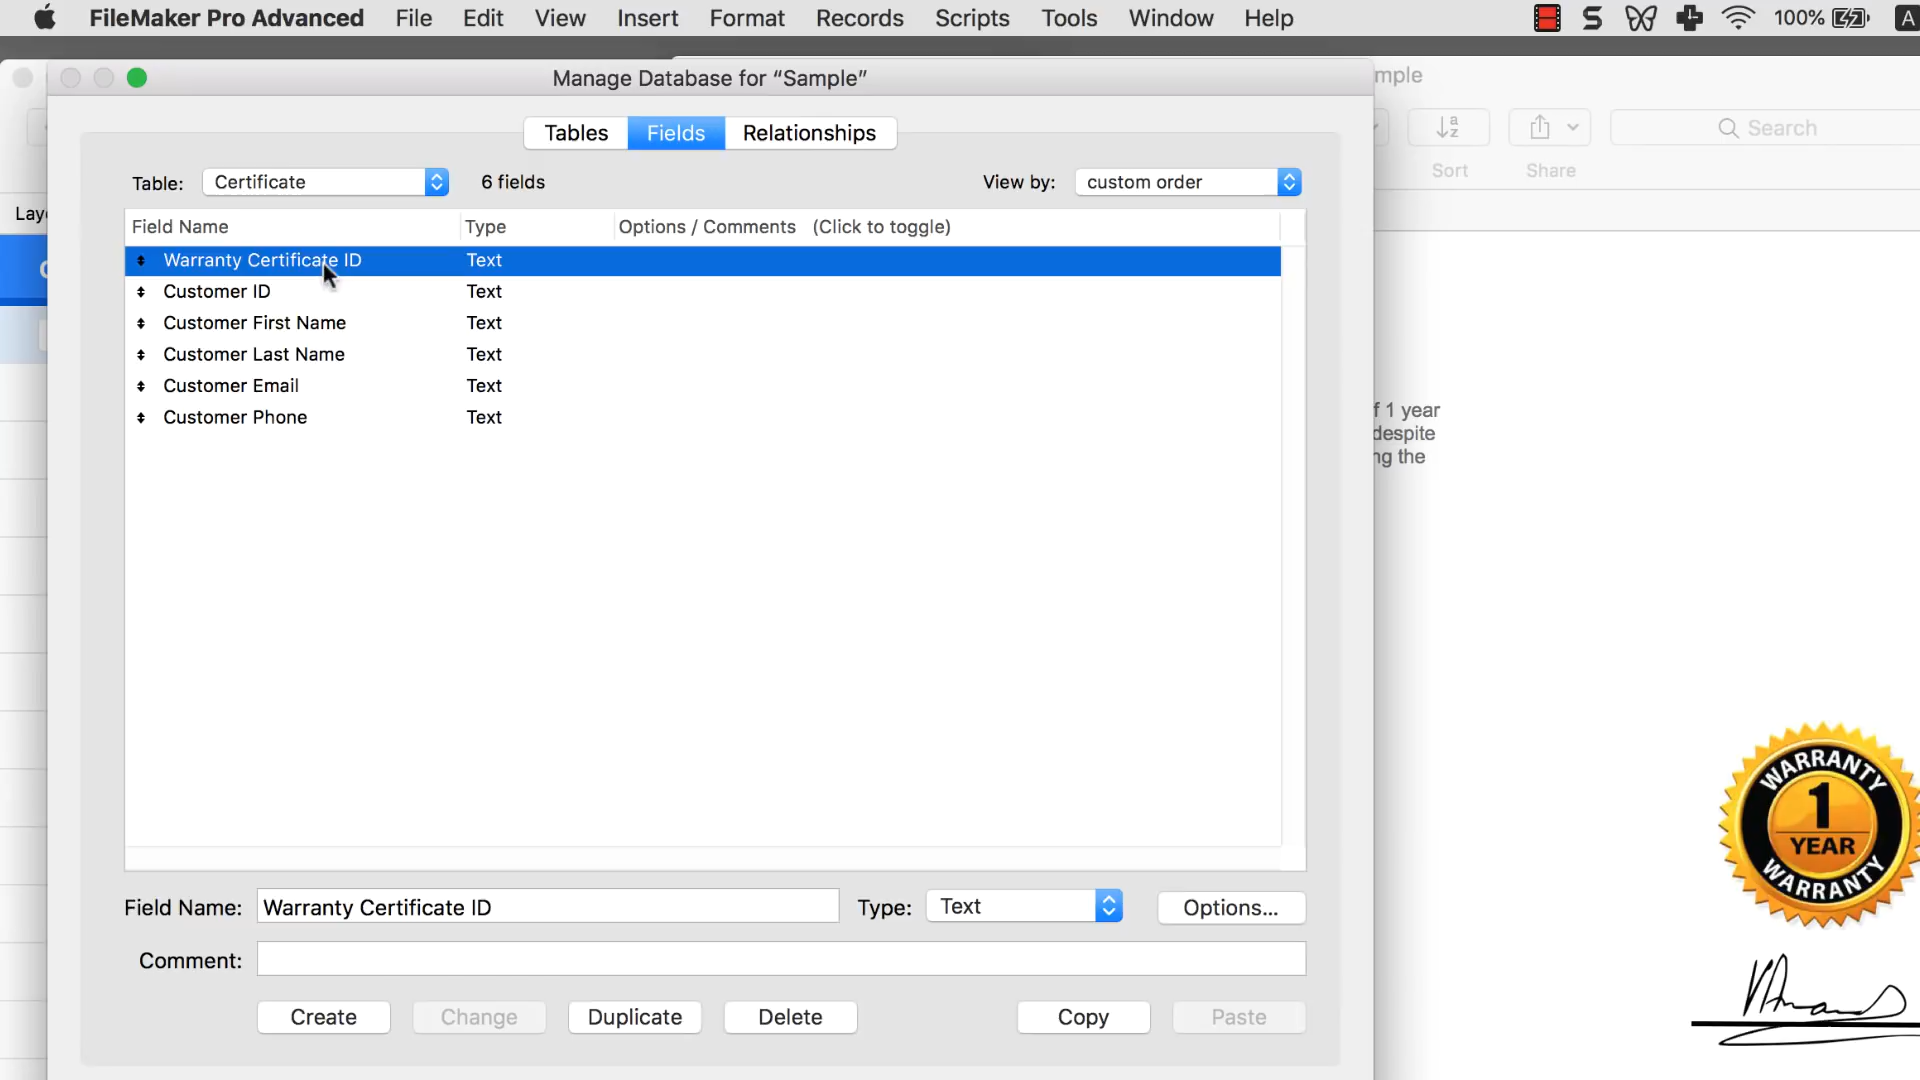 FileMaker Pro Advanced File Edit View Insert Format Records Scripts Tools Window Help S 100% A
Manage Database for “Sample”
mple
Tables Fields Relationships
Search
Sort Share
Table: Certificate 6 fields View by: custom order
Lay
Field Name Type Options / Comments (Click to toggle)
Warranty Certificate ID Text
Customer ID Text
Customer First Name Text
Customer Last Name Text
Customer Email Text
Customer Phone Text
f 1 year
despite
ng the
WARRANTY
1
YEAR
WARRANTY
Field Name: Warranty Certificate ID Type: Text Options...
Comment:
Create Change Duplicate Delete Copy Paste